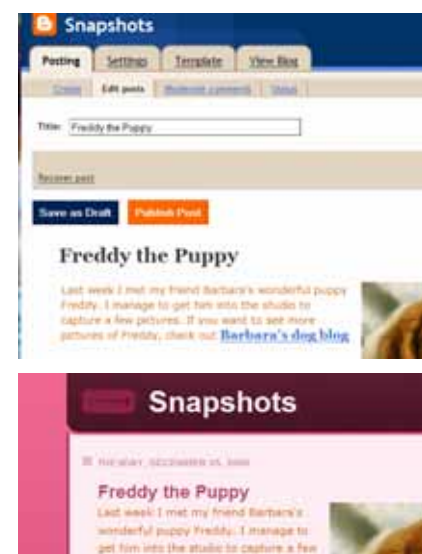 Snapshots
Posting Settings Template View Blog
Create Edit posts Moderate comments Status
Title: Freddy the Puppy
Recover post
Save as Draft Publish Post
Freddy the Puppy
Last week I met my friend Barbara's wonderful puppy
Freddy. I manage to get him into the studio to
capture a few pictures. If you want to see more
pictures of Freddy, check out Barbara's dog blog
Snapshots
TUESDAY, DECEMBER
Freddy the Puppy
Last week I met my friend Barbara's
wonderful puppy Freddy. I manage to
get him into the studio to capture a few